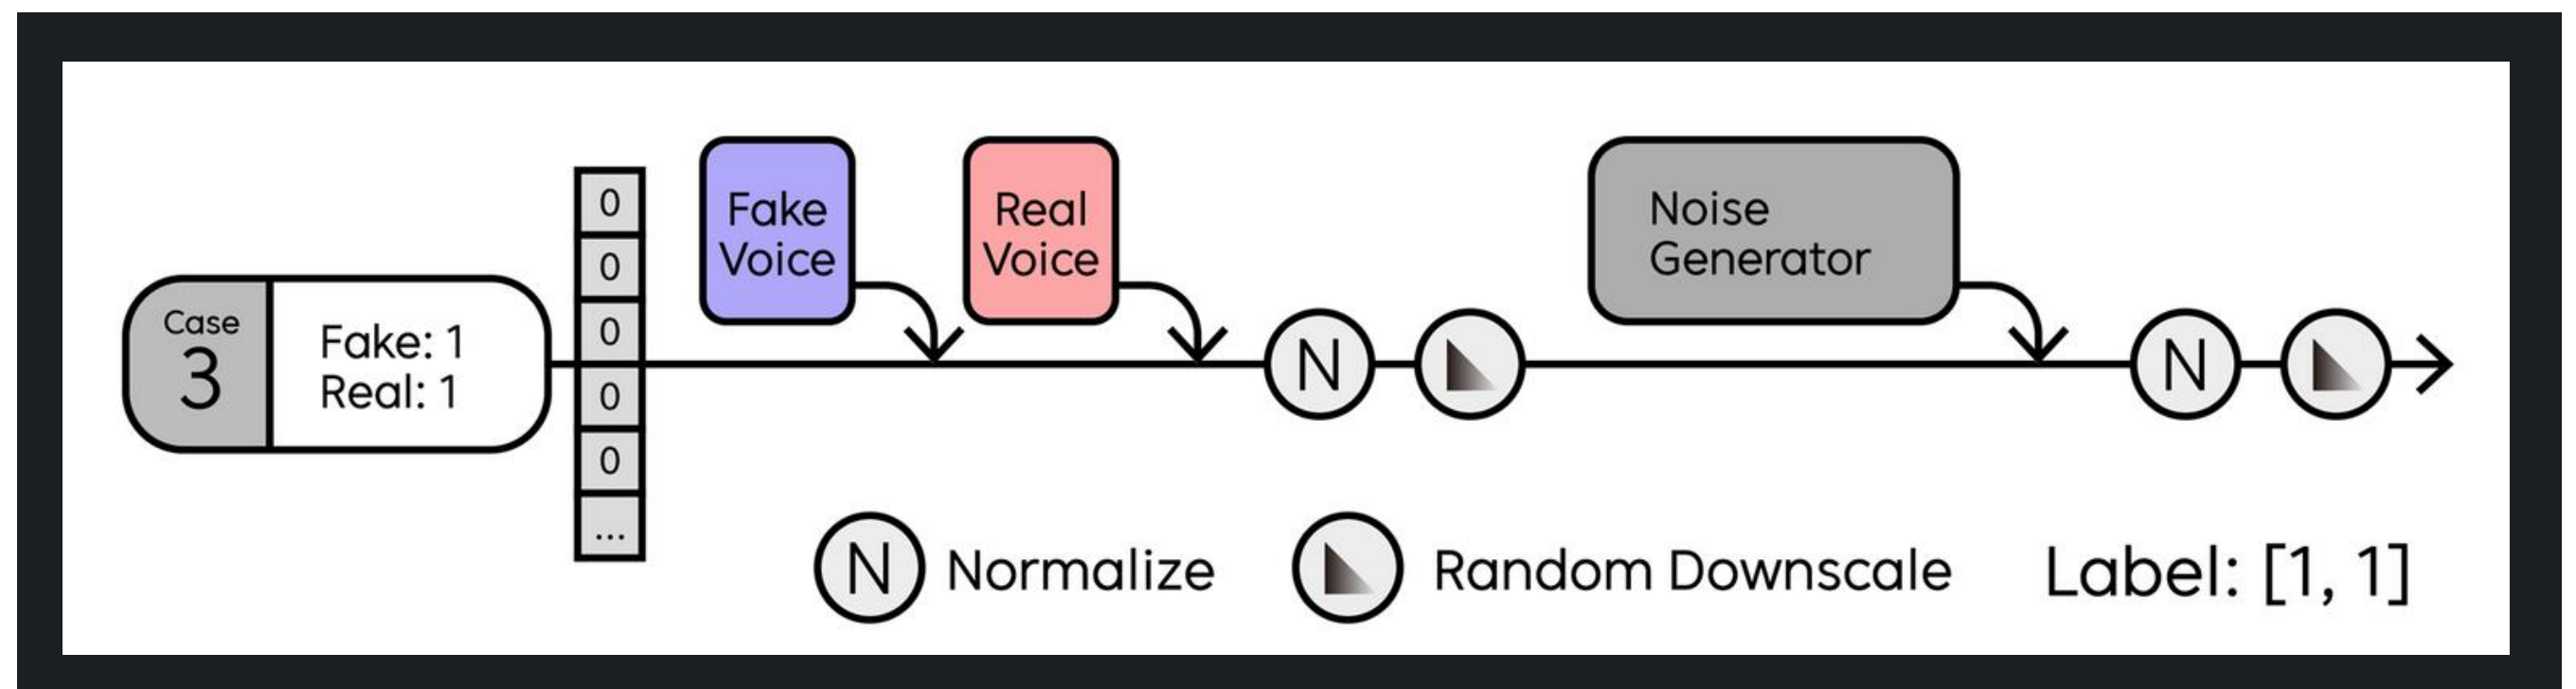 Case
3
Fake: 1
Real: 1
0
0
0
0
0
...
Fake
Voice
Real
Voice
N
Noise
Generator
N
N Normalize
Random Downscale
Label: [1, 1]